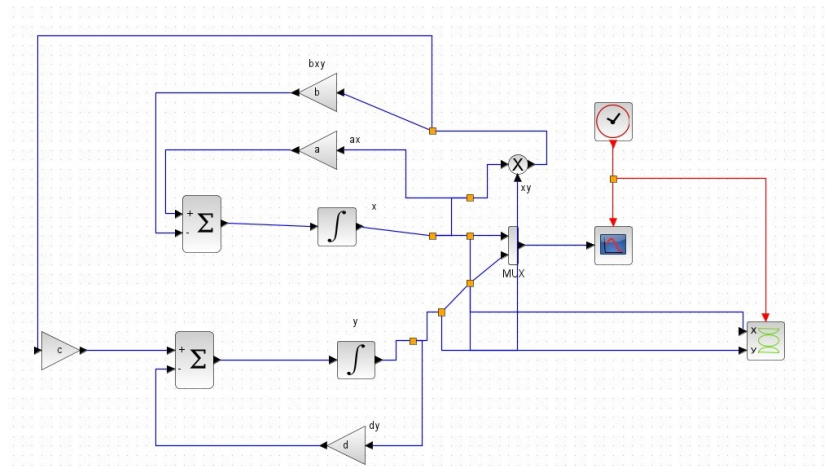 bxy
b
ax
a
X
xy
x
+
-
Σ
∫
MUX
y
c
+
-
Σ
∫
X
Y
dy
d